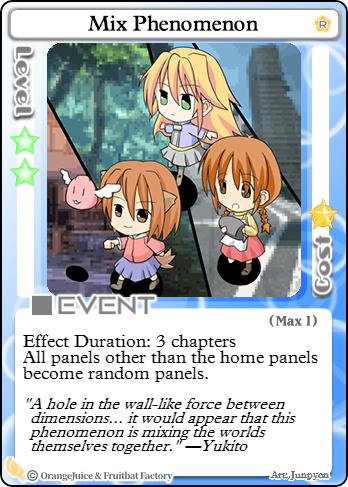 Mix Phenomenon
R
Level
Cost
EVENT
(Max 1)
Effect Duration: 3 chapters
All panels other than the home panels
become random panels.
"A hole in the wall-like force between
dimensions... it would appear that this
phenomenon is mixing the worlds
themselves together." —Yukito
© OrangeJuice & Fruitbat Factory
Art: Junpyon